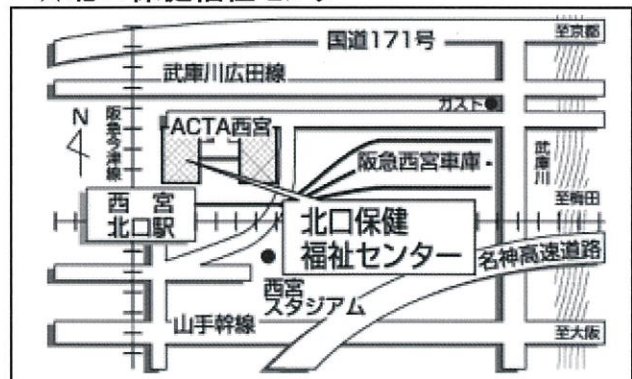 国道171号
至京都
武庫川広田線
ガスト
N
阪急今津線
ACTA西宮
武庫川
阪急西宮車庫
西宮
北口駅
至梅田
北口保健
福祉センター
名神高速道路
西宮
スタジアム
山手幹線
至大阪